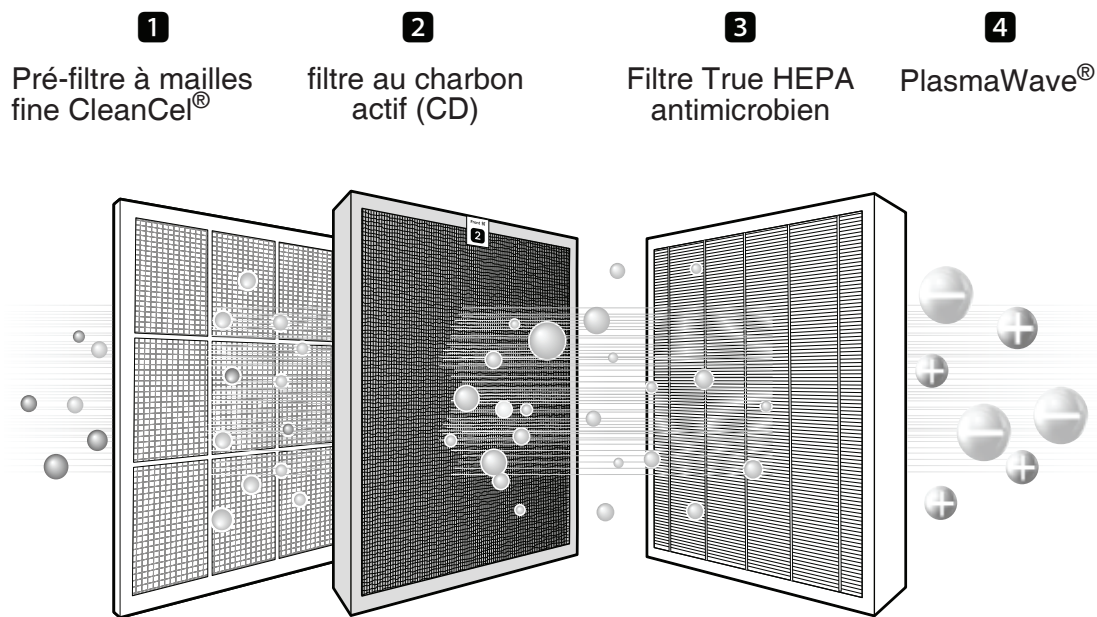 1
Pré-filtre à mailles
fine CleanCel®
2
filtre au charbon
actif (CD)
3
Filtre True HEPA
antimicrobien
4
PlasmaWave®
2